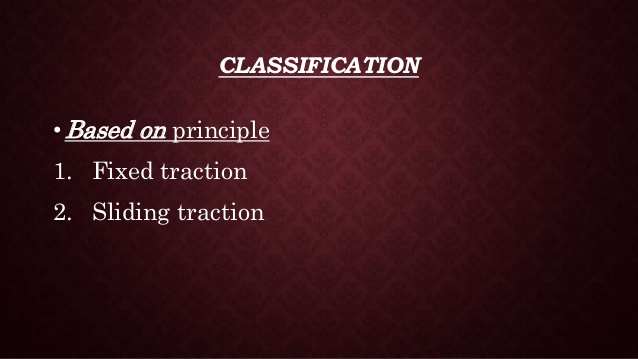 CLASSIFICATION
• Based on principle
1. Fixed traction
2. Sliding traction